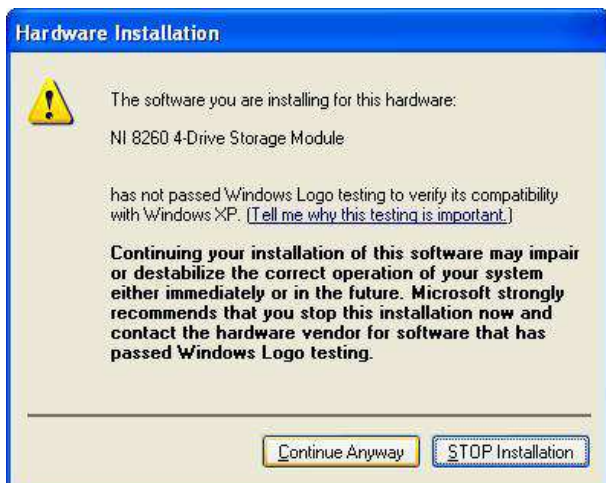 Hardware Installation
The software you are installing for this hardware:
NI 8260 4-Drive Storage Module
has not passed Windows Logo testing to verify its compatibility
with Windows XP. (Tell me why this testing is important.)
Continuing your installation of this software may impair
or destabilize the correct operation of your system
either immediately or in the future. Microsoft strongly
recommends that you stop this installation now and
contact the hardware vendor for software that has
passed Windows Logo testing.
Continue Anyway
STOP Installation